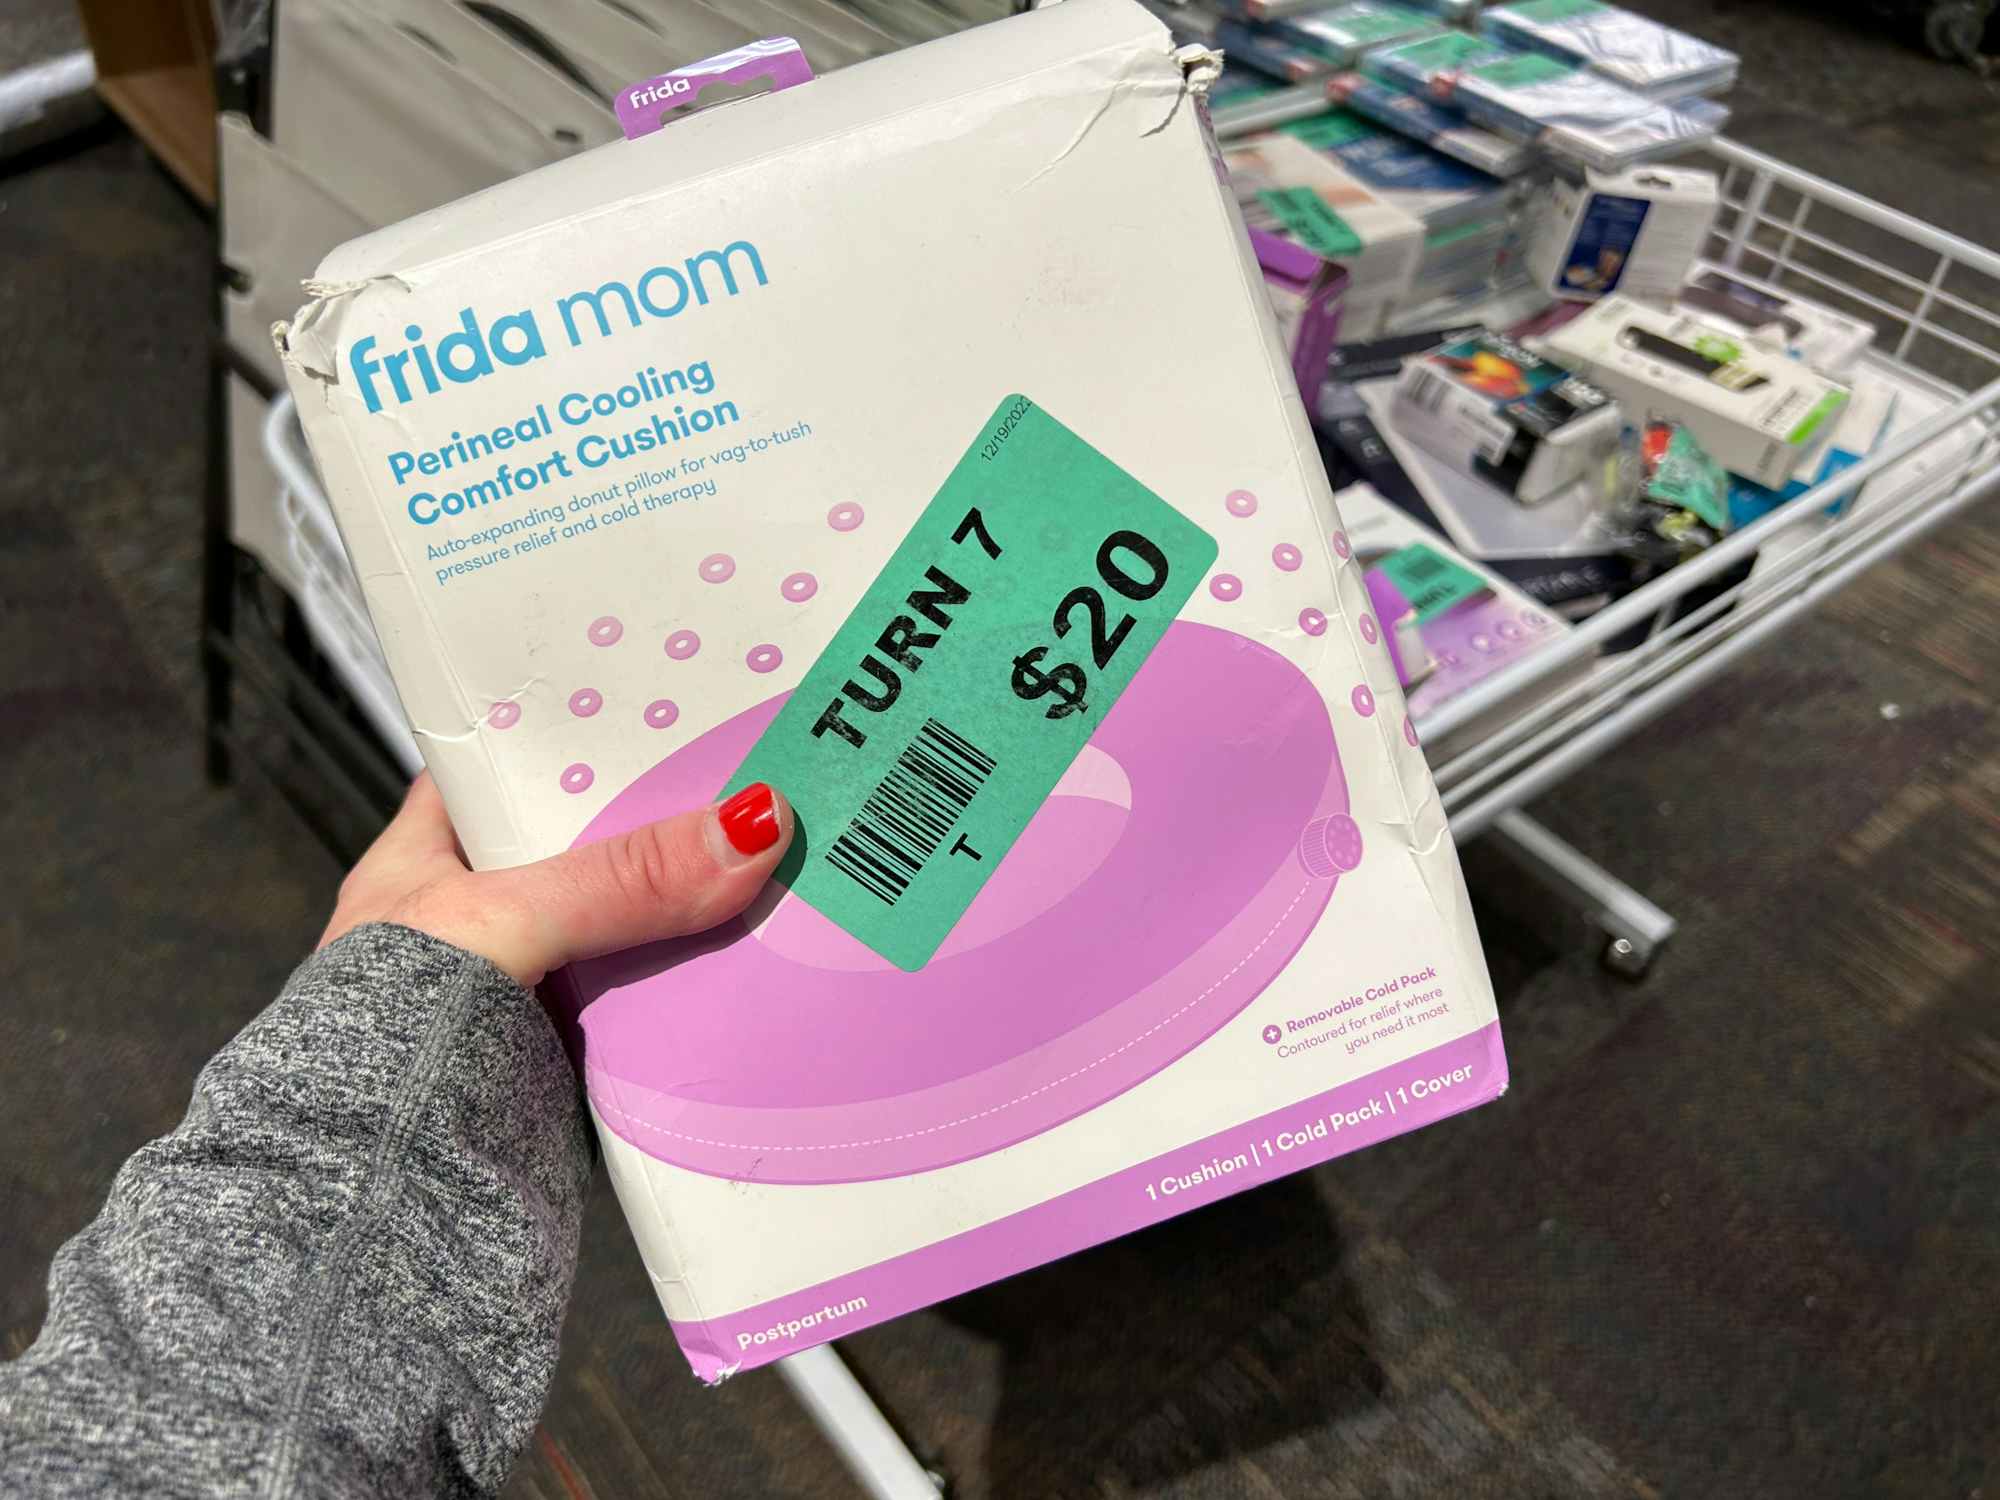 frida
frida mom
Perineal Cooling
Comfort Cushion
Auto-expanding donut pillow for vag-to-tush
pressure relief and cold therapy
12/19/2022
TURN 7
$20
T
Removable Cold Pack
Contoured for relief where
you need it most
1 Cushion | 1 Cold Pack | 1 Cover
Postpartum